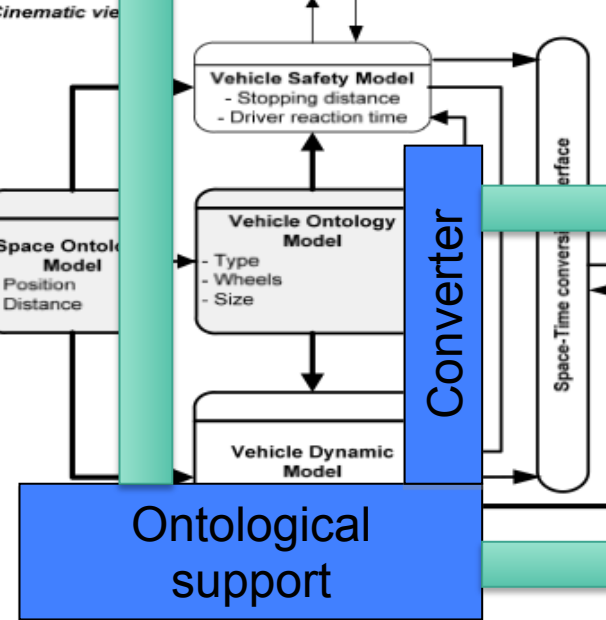 Cinematic vie
Vehicle Safety Model
- Stopping distance
- Driver reaction time
Space Ontol
Model
Position
Distance
Vehicle Ontology
Model
- Type
- Wheels
- Size
Converter
Space-Time conversi
erface
Vehicle Dynamic
Model
Ontological
support